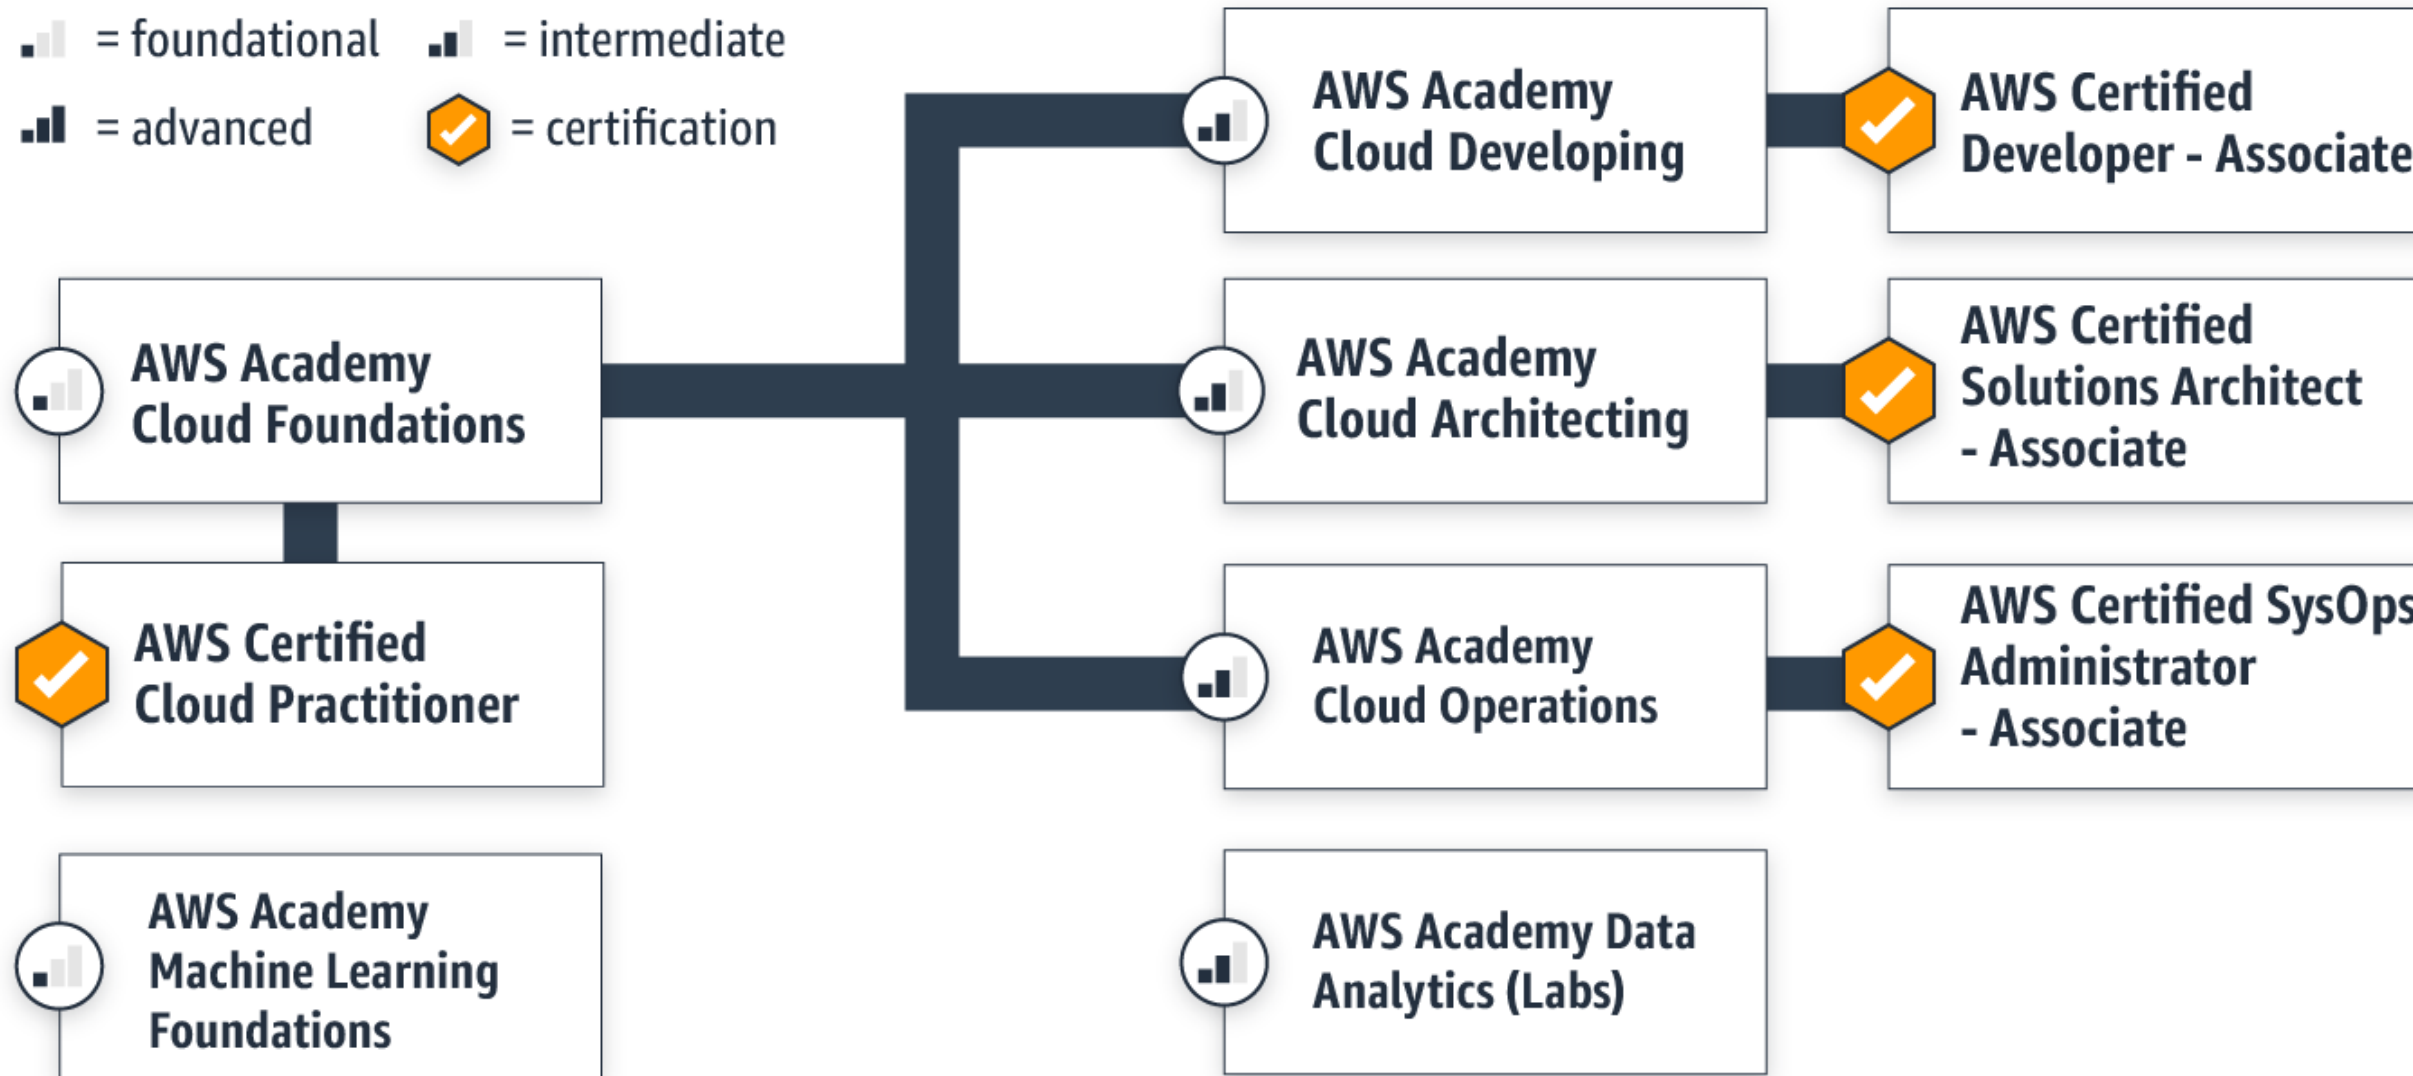 = foundational
= intermediate
= advanced
= certification
AWS Academy
Cloud Foundations
AWS Certified
Cloud Practitioner
AWS Academy
Machine Learning
Foundations
AWS Academy
Cloud Developing
AWS Academy
Cloud Architecting
AWS Academy
Cloud Operations
AWS Academy Data
Analytics (Labs)
AWS Certified
Developer - Associate
AWS Certified
Solutions Architect
- Associate
AWS Certified SysOps
Administrator
- Associate